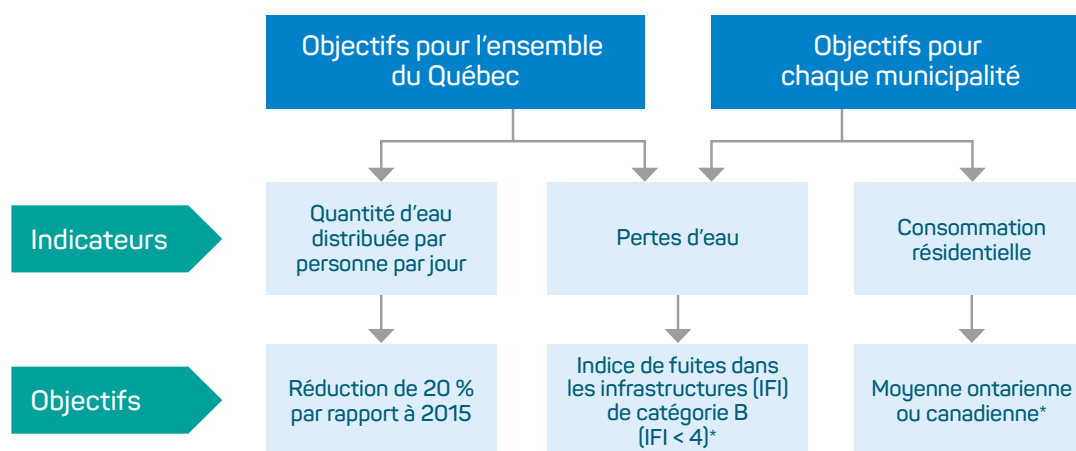 Objectifs pour l'ensemble
du Québec
Objectifs pour
chaque municipalité
Indicateurs
Quantité d'eau
distribuée par
personne par jour
Pertes d'eau
Consommation
résidentielle
Objectifs
Réduction de 20 %
par rapport à 2015
Indice de fuites dans
les infrastructures (IFI)
de catégorie B
(IFI < 4)*
Moyenne ontarienne
ou canadienne*